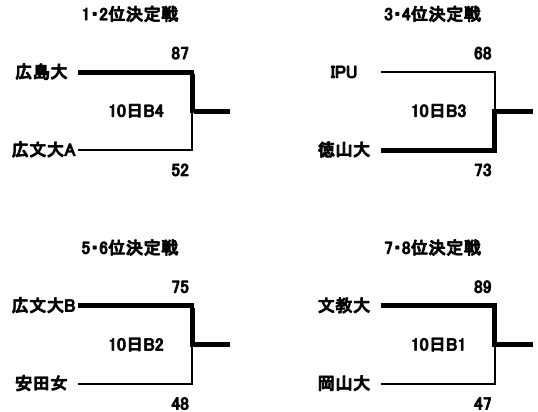 1・2位決定戦
87
広島大
10日B4
広文大A
52
3・4位決定戦
68
IPU
10日B3
徳山大
73
5・6位決定戦
75
広文大B
10日B2
安田女
48
7・8位決定戦
89
文教大
10日B1
岡山大
47